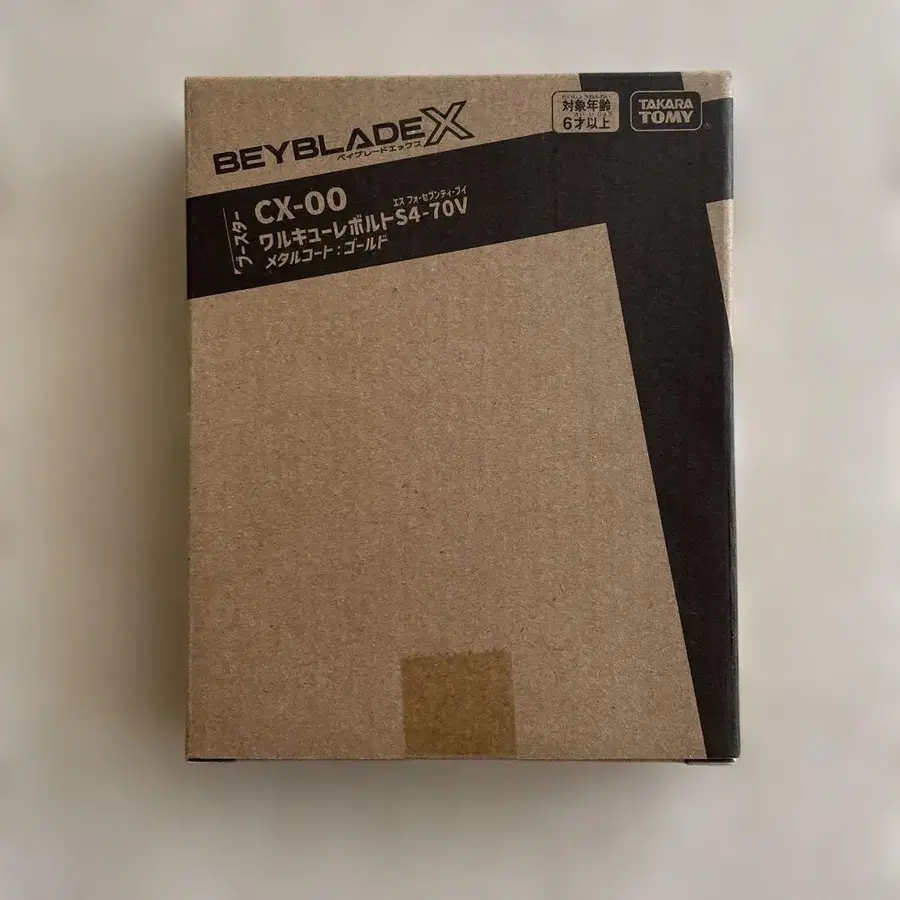 BEYBLADE X
ベイブレードエックス
たいしょうねんれい
対象年齢
さい いじょう
6才以上
TAKARA
TOMY
ブースター
CX-00
エス フォーセブンティーブイ
ワルキューレボルトS4-70V
メタルコート：ゴールド